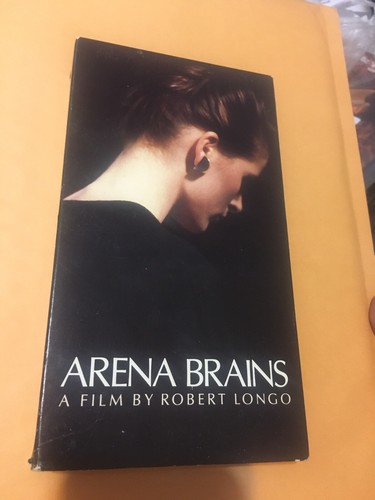 ARENA BRAINS
A FILM BY ROBERT LONGO